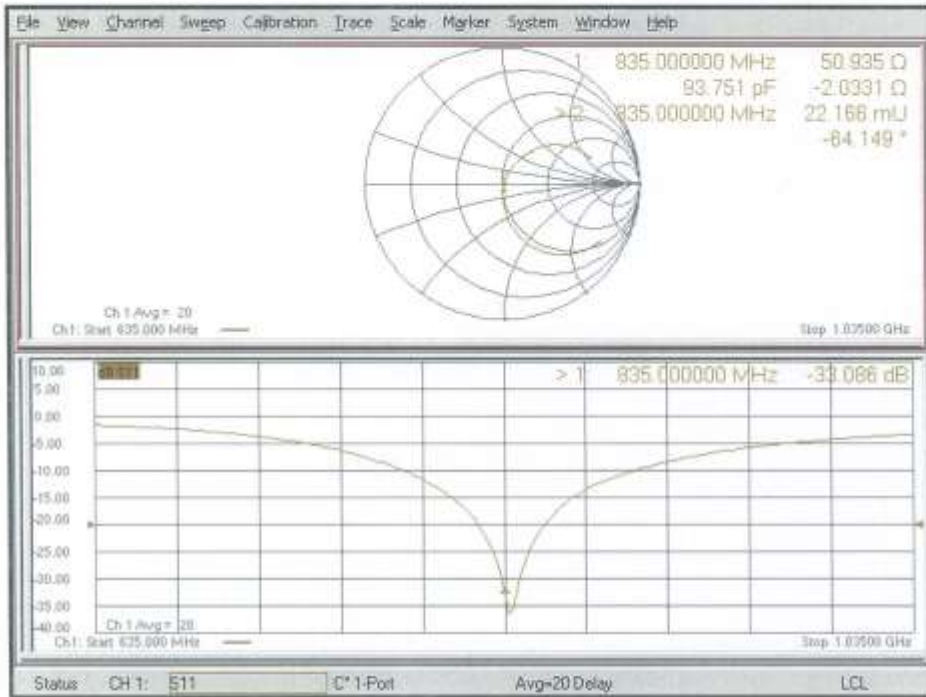 File View Channel Sweep Calibration Trace Scale Marker System Window Help
1 835.000000 MHz 50.935 Ω
93.751 pF -2.0331 Ω
> 2 835.000000 MHz 22.168 mU
-64.149 °
Ch 1 Avg = 20
Ch1: Start 635.000 MHz
Stop 1.03500 GHz
10.00
5.00
0.00
-5.00
-10.00
-15.00
-20.00
-25.00
-30.00
-35.00
-40.00
> 1 835.000000 MHz -33.086 dB
Ch 1 Avg = 20
Ch1: Start 635.000 MHz
Stop 1.03500 GHz
Status CH 1: S11 C* 1-Port Avg=20 Delay LCL